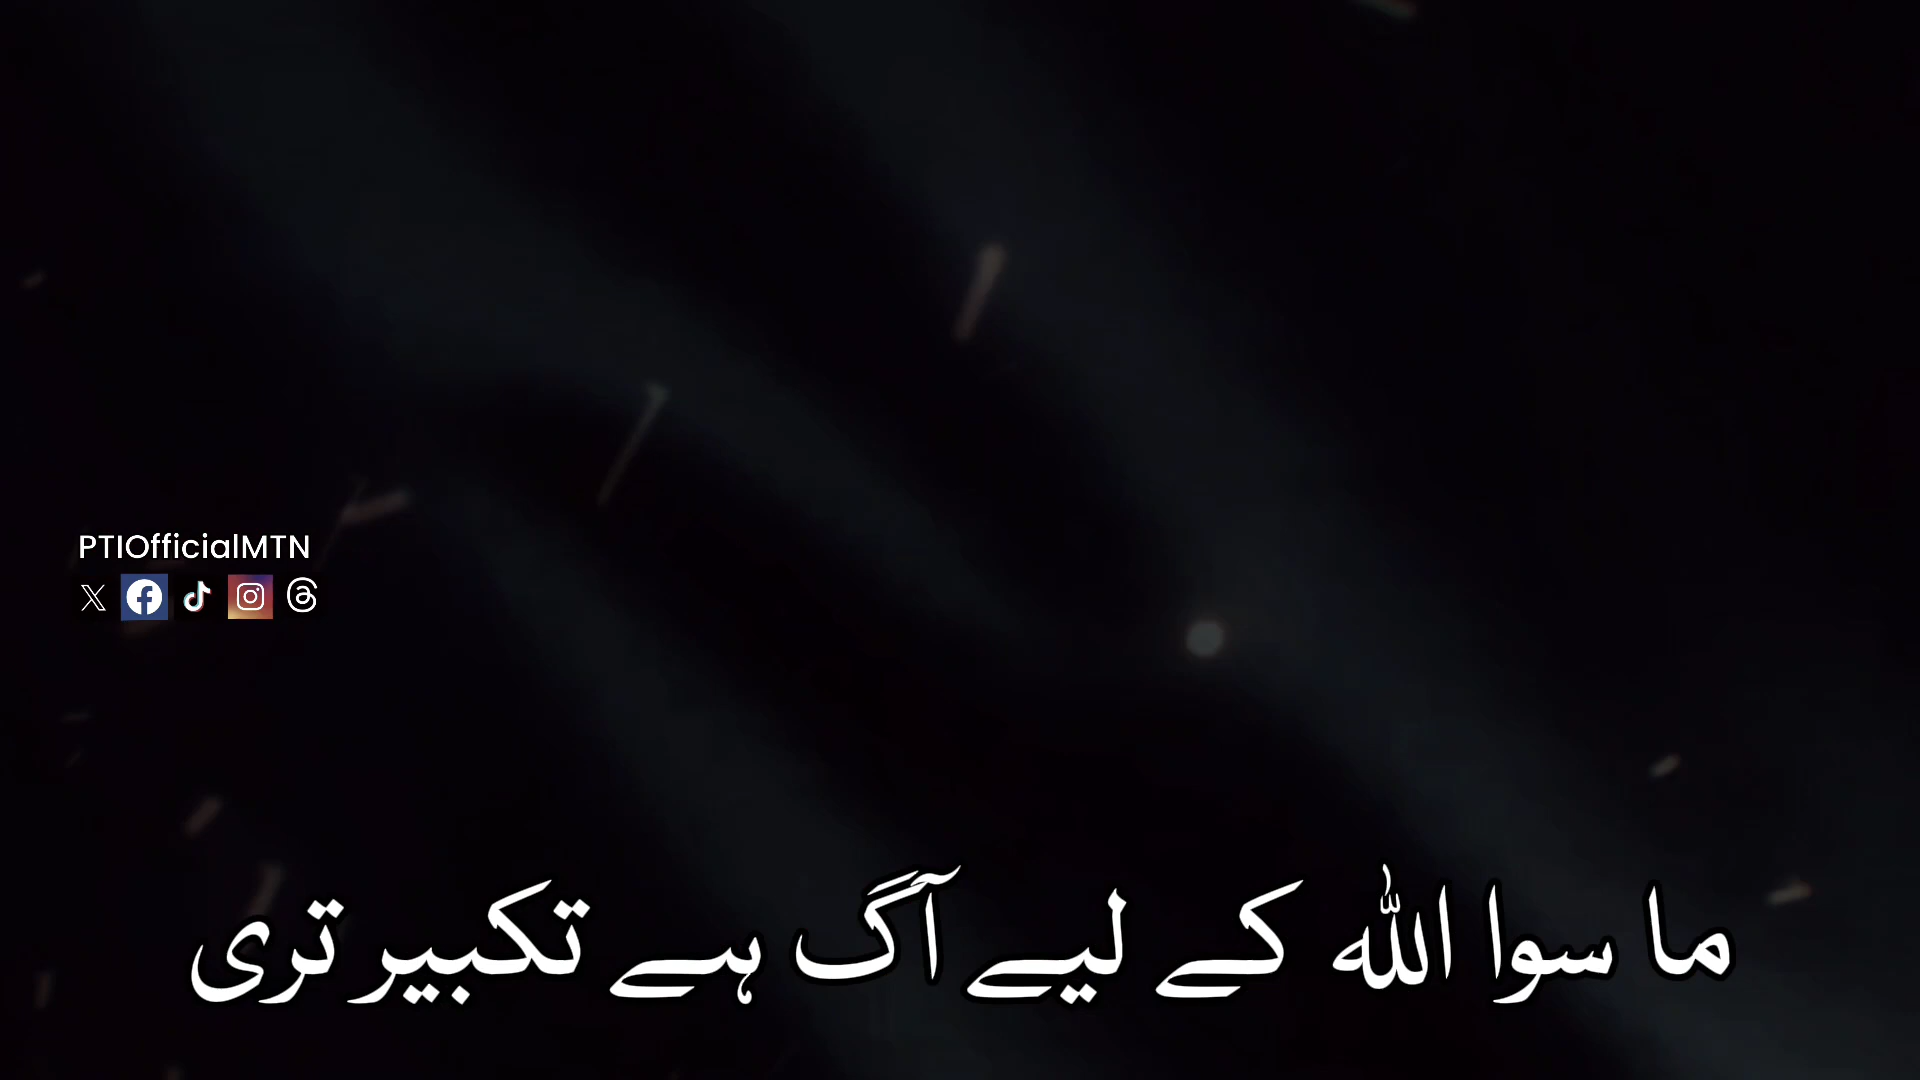 PTIOfficialMTN
ما سوا اللہ کے لیے آگ ہے تکبیر تری